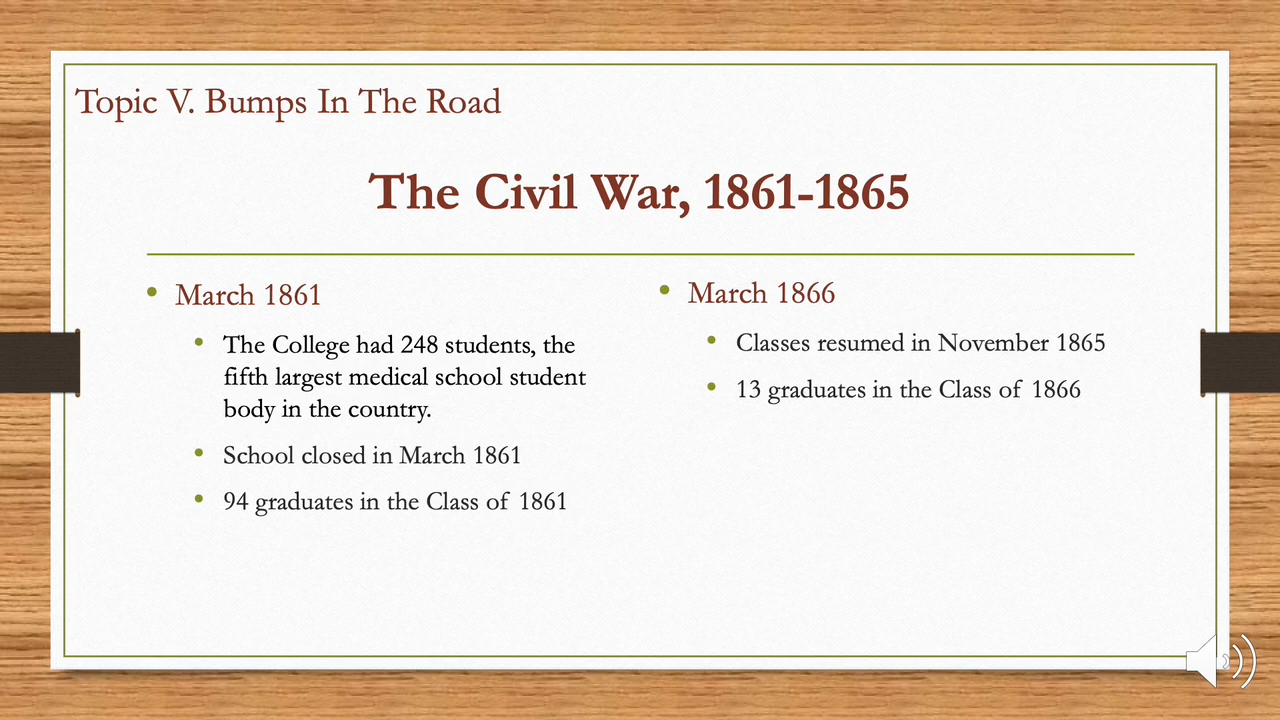 Topic V. Bumps In The Road
The Civil War, 1861-1865
• March 1861
• The College had 248 students, the
fifth largest medical school student
body in the country.
• School closed in March 1861
• 94 graduates in the Class of 1861
• March 1866
• Classes resumed in November 1865
• 13 graduates in the Class of 1866